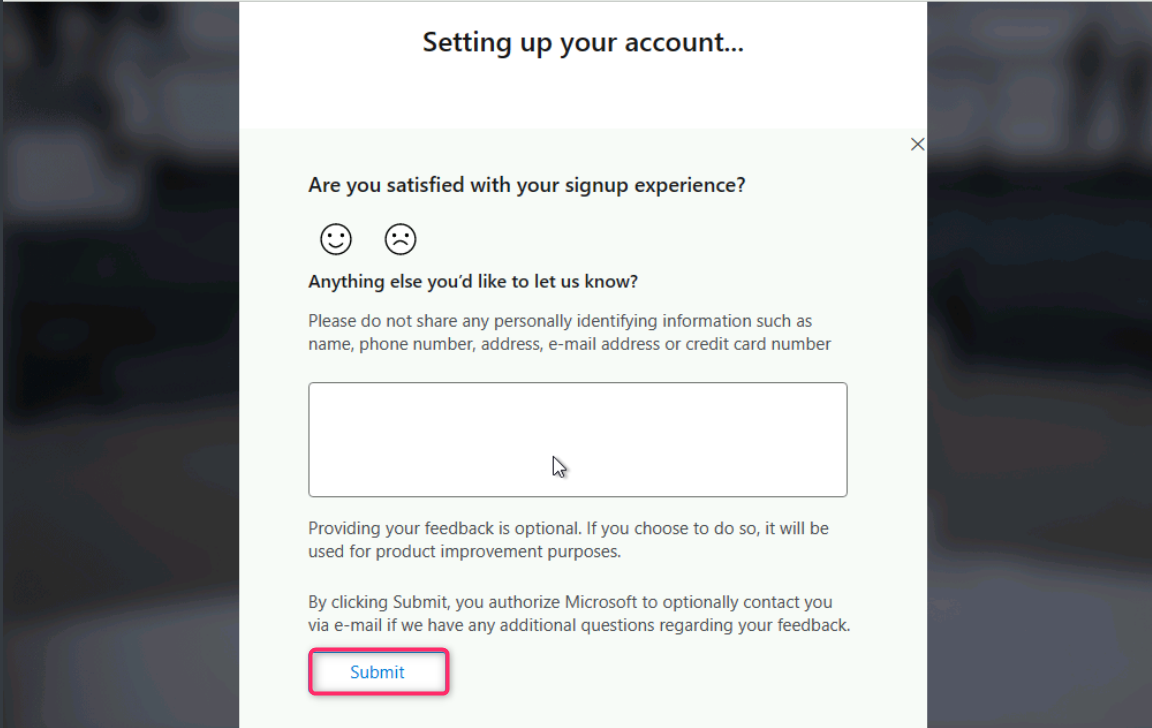 Setting up your account...
Are you satisfied with your signup experience?
Anything else you’d like to let us know?
Please do not share any personally identifying information such as
name, phone number, address, e-mail address or credit card number
Providing your feedback is optional. If you choose to do so, it will be
used for product improvement purposes.
By clicking Submit, you authorize Microsoft to optionally contact you
via e-mail if we have any additional questions regarding your feedback.
Submit